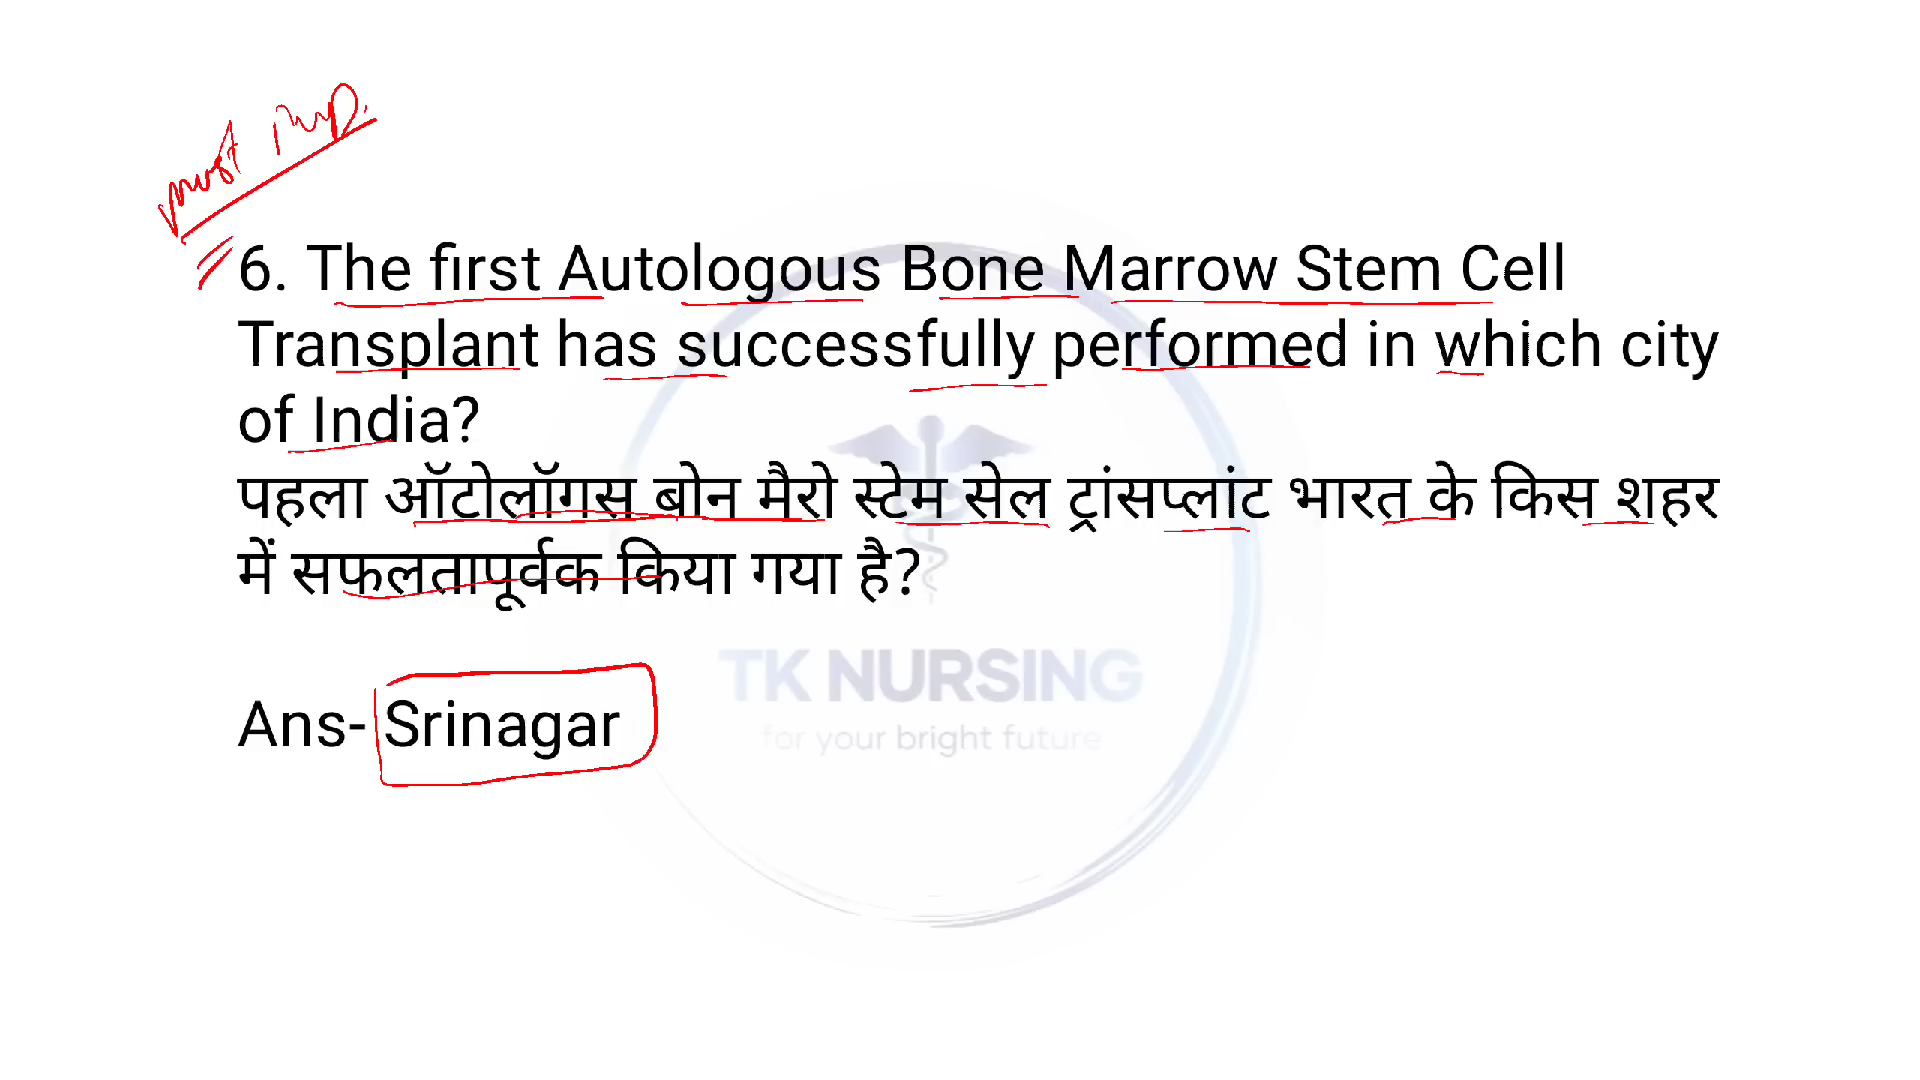 must Imp.
6. The first Autologous Bone Marrow Stem Cell
Transplant has successfully performed in which city
of India?
पहला ऑटोलॉगस बोन मैरो स्टेम सेल ट्रांसप्लांट भारत के किस शहर
में सफलतापूर्वक किया गया है?
TK NURSING
for your bright future
Ans- Srinagar